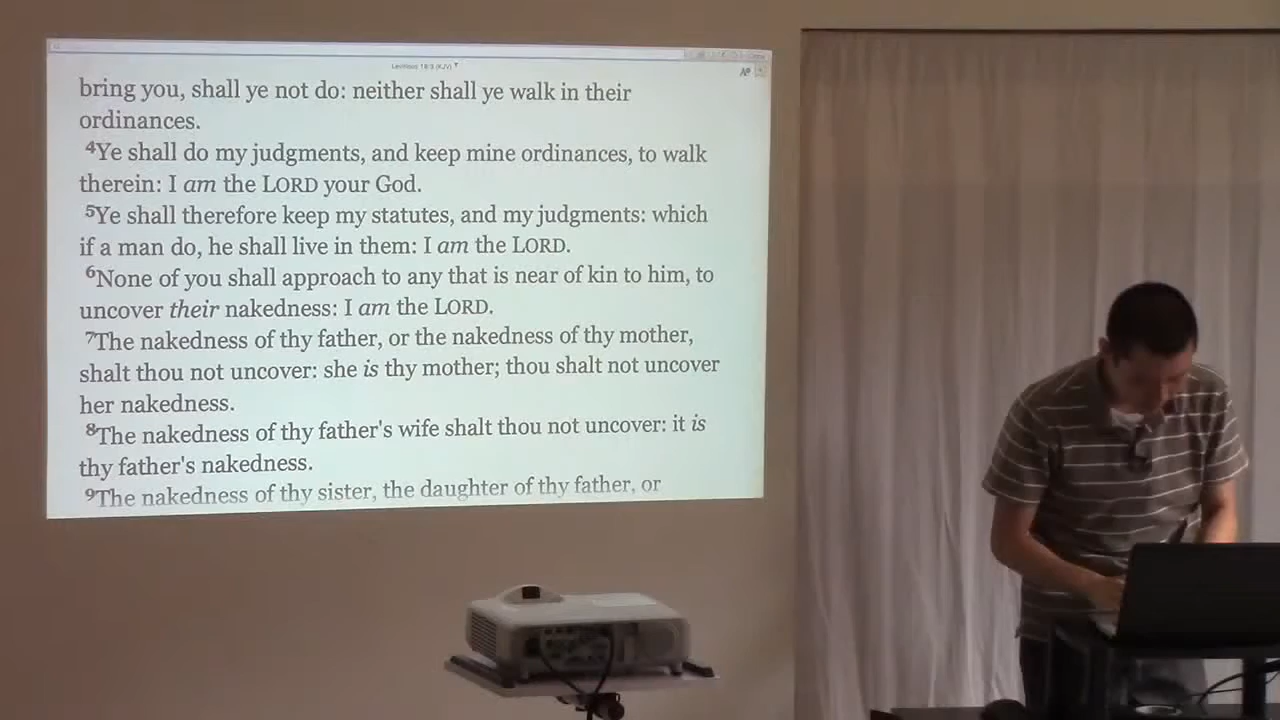 Leviticus 18:3 (KJV)
bring you, shall ye not do: neither shall ye walk in their
ordinances.
4Ye shall do my judgments, and keep mine ordinances, to walk
therein: I am the LORD your God.
5Ye shall therefore keep my statutes, and my judgments: which
if a man do, he shall live in them: I am the LORD.
6None of you shall approach to any that is near of kin to him, to
uncover their nakedness: I am the LORD.
7The nakedness of thy father, or the nakedness of thy mother,
shalt thou not uncover: she is thy mother; thou shalt not uncover
her nakedness.
8The nakedness of thy father's wife shalt thou not uncover: it is
thy father's nakedness.
9The nakedness of thy sister, the daughter of thy father, or